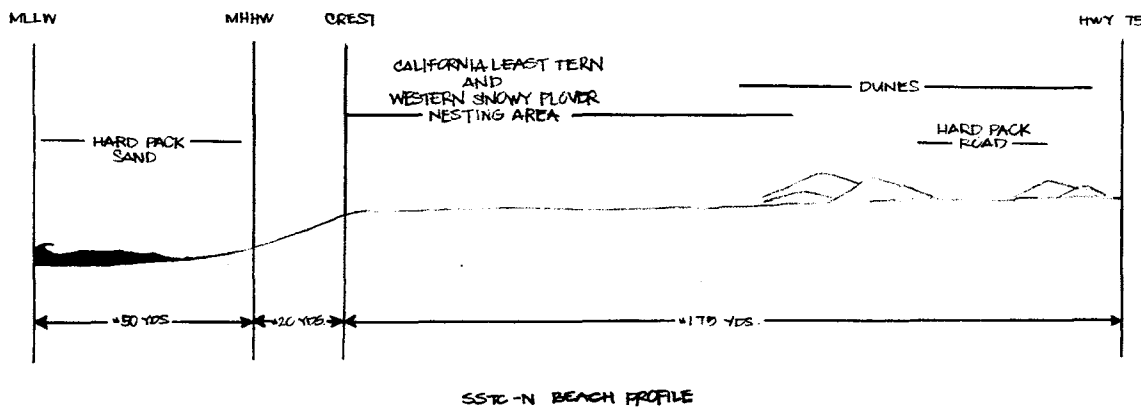 MLLW
MHHW
CREST
HWY 75
CALIFORNIA LEAST TERN
AND
WESTERN SNOWY PLOVER
NESTING AREA
DUNES
HARD PACK
SAND
HARD PACK
ROAD
≈50 YDS
≈20 YDS.
≈175 YDS.
SSTC-N BEACH PROFILE